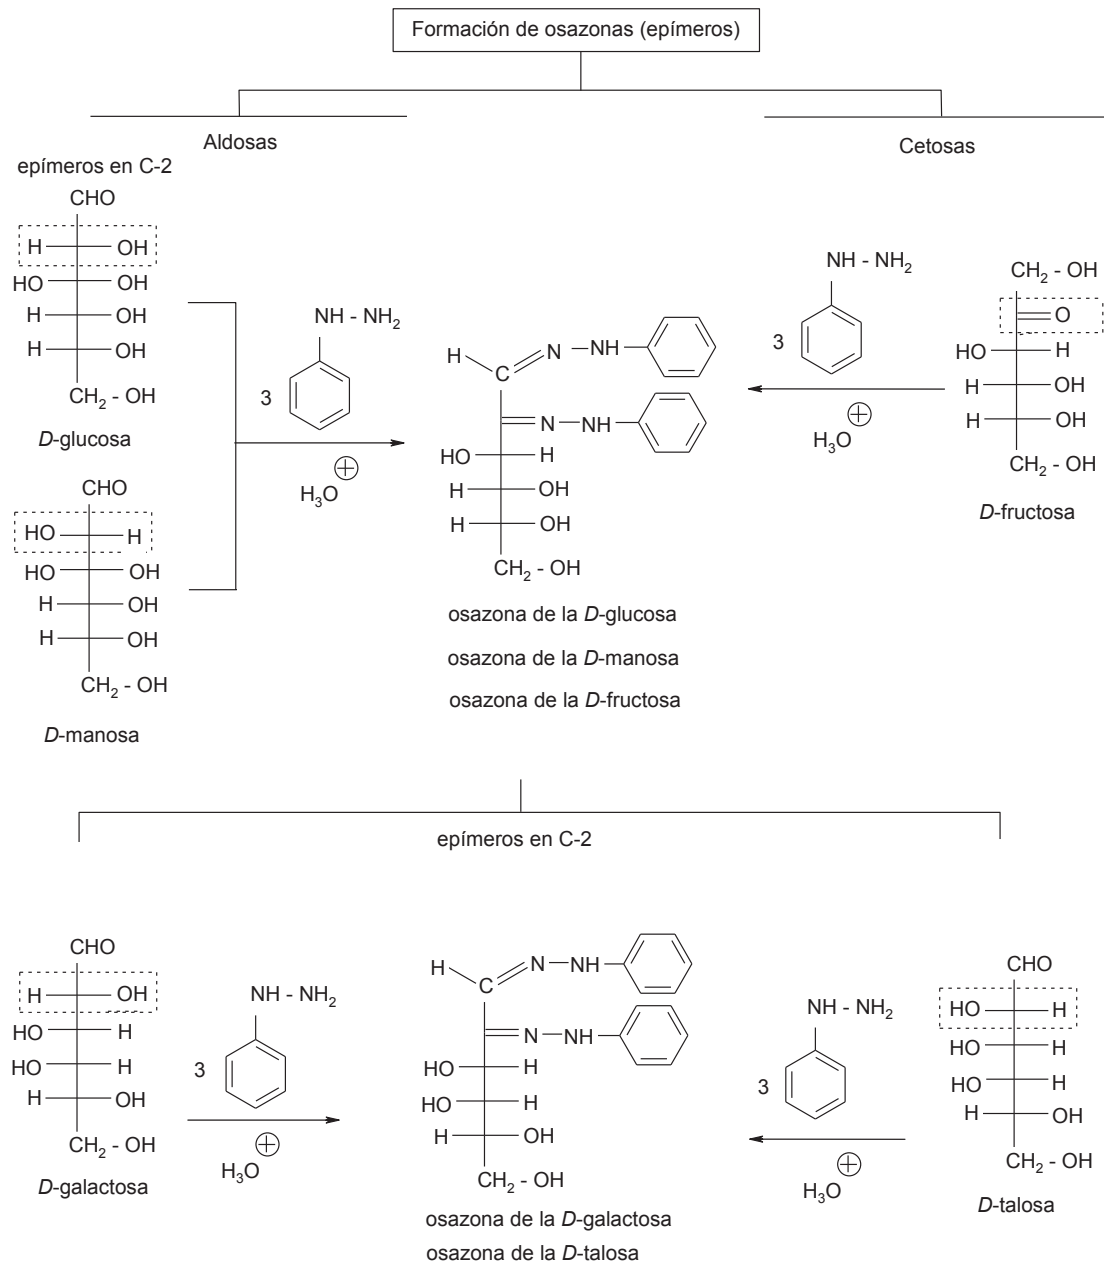 Formación de osazonas (epímeros)
Aldosas
Cetosas
epímeros en C-2
CHO
H OH
HO OH
H OH
H OH
CH2 - OH
D-glucosa
CHO
HO H
HO OH
H OH
H OH
CH2 - OH
D-manosa
NH - NH2
3
H3O +
H C N NH
N NH
HO H
H OH
H OH
CH2 - OH
osazona de la D-glucosa
osazona de la D-manosa
osazona de la D-fructosa
NH - NH2
3
H3O +
CH2 - OH
O
HO H
H OH
H OH
CH2 - OH
D-fructosa
epímeros en C-2
CHO
H OH
HO H
HO H
H OH
CH2 - OH
D-galactosa
NH - NH2
3
H3O +
H C N NH
N NH
HO H
HO H
H OH
CH2 - OH
osazona de la D-galactosa
osazona de la D-talosa
NH - NH2
3
H3O +
CHO
HO H
HO H
HO H
H OH
CH2 - OH
D-talosa